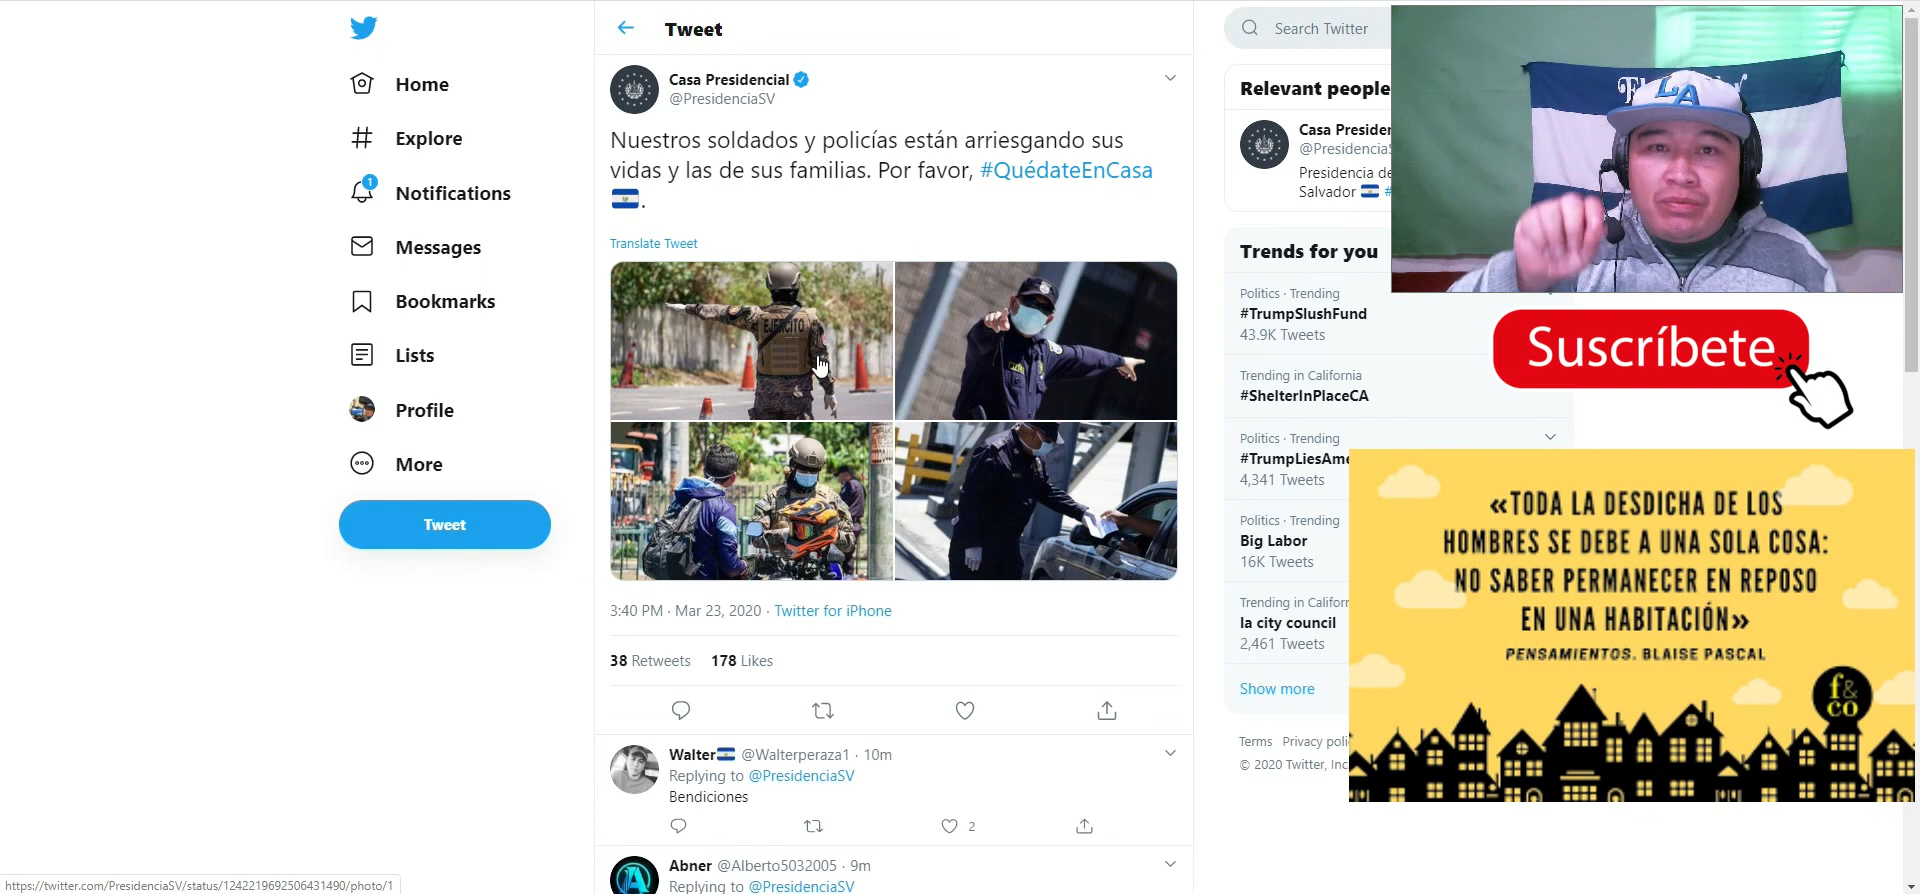 Home
Explore
1
Notifications
Messages
Bookmarks
Lists
Profile
More
Tweet
Tweet
Casa Presidencial
@PresidenciaSV
Nuestros soldados y policías están arriesgando sus
vidas y las de sus familias. Por favor, #QuédateEnCasa
.
Translate Tweet
EJERCITO
3:40 PM · Mar 23, 2020 · Twitter for iPhone
38 Retweets 178 Likes
Walter @Walterperaza1 · 10m
Replying to @PresidenciaSV
Bendiciones
2
Abner @Alberto5032005 · 9m
Replying to @PresidenciaSV
Search Twitter
Relevant people
Casa Presiden
@Presidencia
Presidencia de
Salvador #
Trends for you
Politics · Trending
#TrumpSlushFund
43.9K Tweets
Trending in California
#ShelterInPlaceCA
Politics · Trending
#TrumpLiesAme
4,341 Tweets
Politics · Trending
Big Labor
16K Tweets
Trending in Californ
la city council
2,461 Tweets
Show more
Terms Privacy poli
© 2020 Twitter, Inc
LA
Suscríbete
«TODA LA DESDICHA DE LOS
HOMBRES SE DEBE A UNA SOLA COSA:
NO SABER PERMANECER EN REPOSO
EN UNA HABITACIÓN»
PENSAMIENTOS. BLAISE PASCAL
f&
CO
https://twitter.com/PresidenciaSV/status/1242219692506431490/photo/1